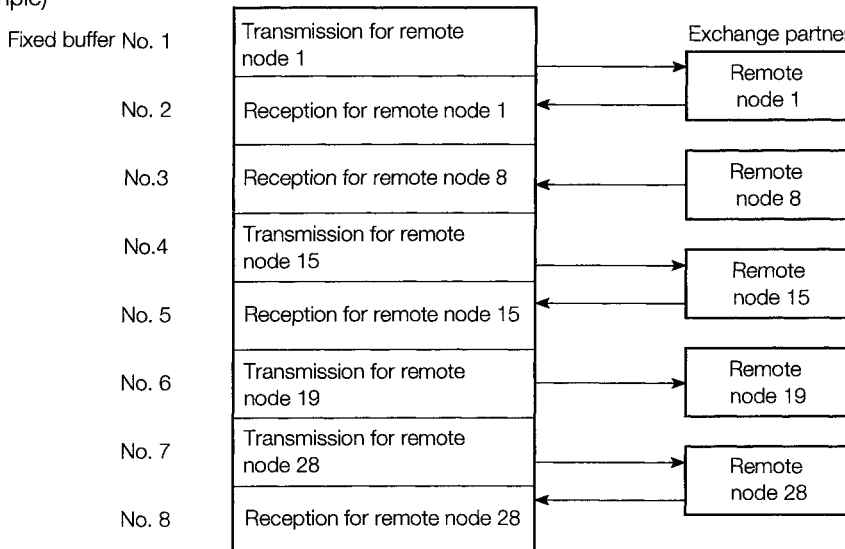 Fixed buffer No. 1
Transmission for remote
node 1
Exchange partner
Remote
node 1
No. 2
Reception for remote node 1
No.3
Reception for remote node 8
Remote
node 8
No.4
Transmission for remote
node 15
Remote
node 15
No. 5
Reception for remote node 15
No. 6
Transmission for remote
node 19
Remote
node 19
No. 7
Transmission for remote
node 28
Remote
node 28
No. 8
Reception for remote node 28